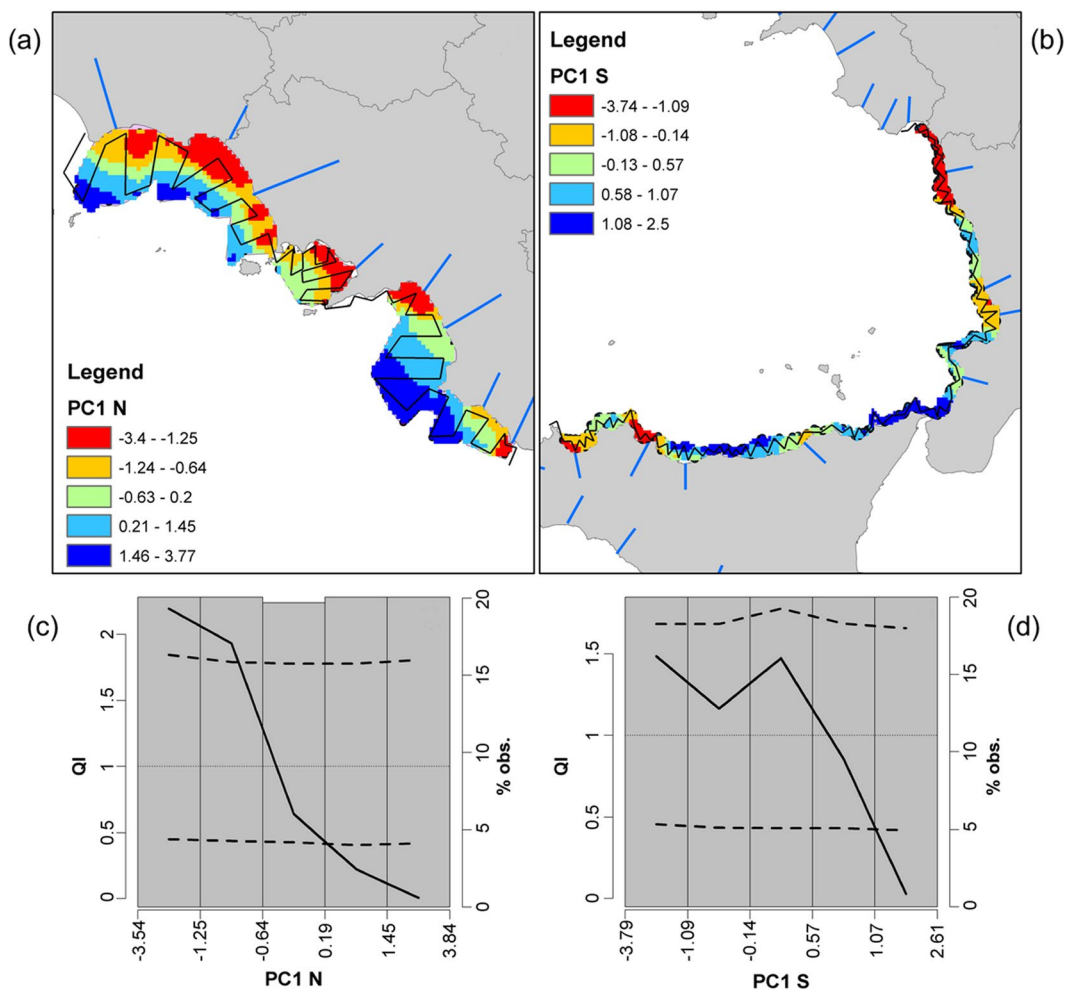 (a)
Legend
PC1 N
-3.4 - -1.25
-1.24 - -0.64
-0.63 - 0.2
0.21 - 1.45
1.46 - 3.77
(b)
Legend
PC1 S
-3.74 - -1.09
-1.08 - -0.14
-0.13 - 0.57
0.58 - 1.07
1.08 - 2.5
(c)
QI
0
0.5
1
1.5
2
% obs.
0
5
10
15
20
-3.54
-1.25
-0.64
0.19
1.45
3.84
PC1 N
(d)
QI
0
0.5
1
1.5
% obs.
0
5
10
15
20
-3.79
-1.09
-0.14
0.57
1.07
2.61
PC1 S